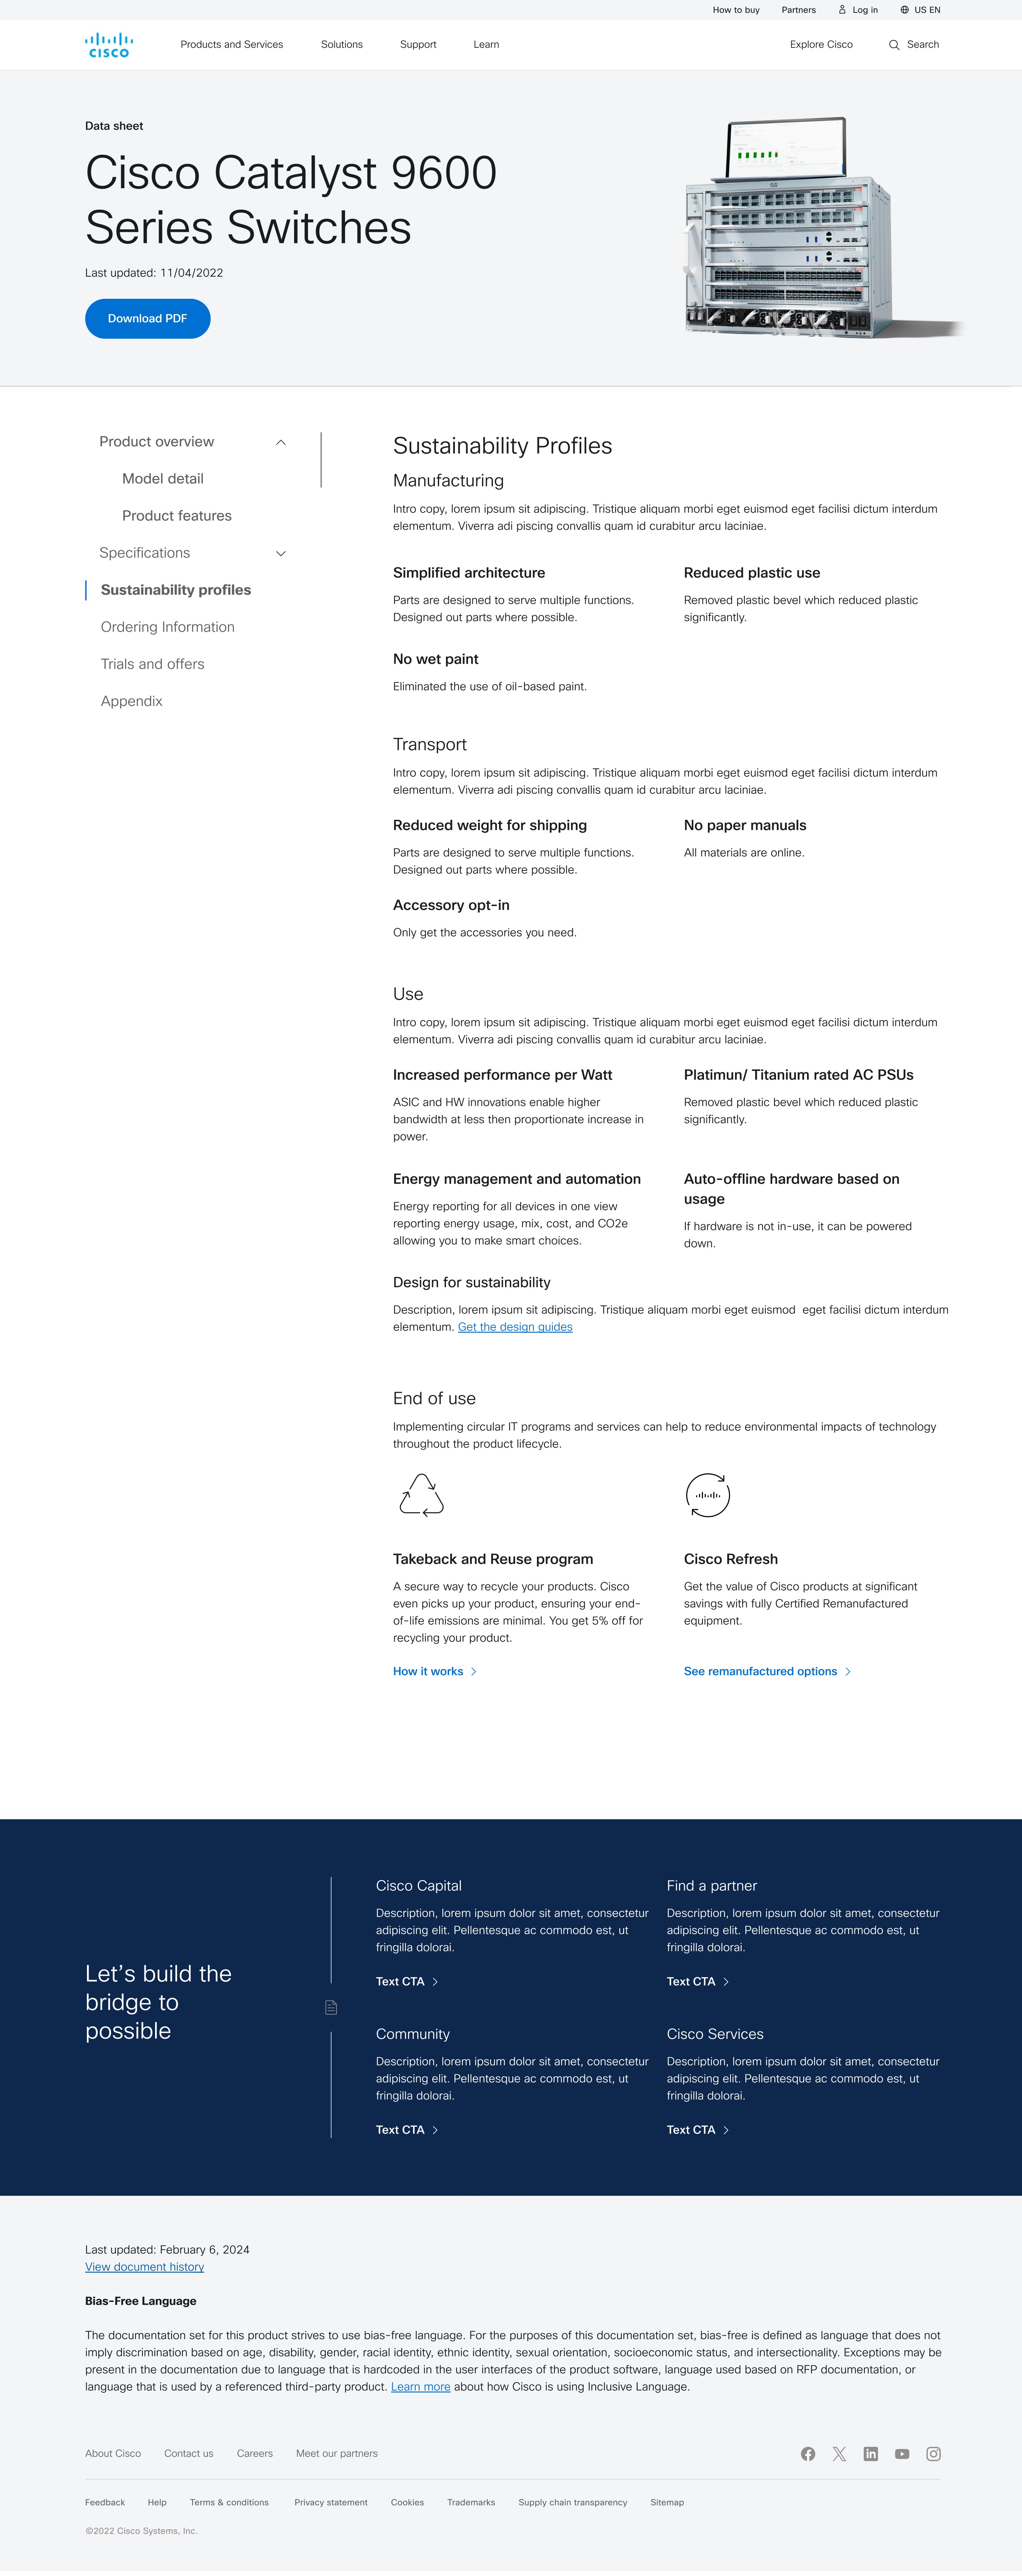 How to buy
Partners
Log in
US EN
CISCO
Products and Services
Solutions
Support
Learn
Explore Cisco
Search
Data sheet
Cisco Catalyst 9600
Series Switches
Last updated: 11/04/2022
Download PDF
Product overview
Model detail
Product features
Specifications
Sustainability profiles
Ordering Information
Trials and offers
Appendix
Sustainability Profiles
Manufacturing
Intro copy, lorem ipsum sit adipiscing. Tristique aliquam morbi eget euismod eget facilisi dictum interdum
elementum. Viverra adi piscing convallis quam id curabitur arcu laciniae.
Simplified architecture
Parts are designed to serve multiple functions.
Designed out parts where possible.
Reduced plastic use
Removed plastic bevel which reduced plastic
significantly.
No wet paint
Eliminated the use of oil-based paint.
Transport
Intro copy, lorem ipsum sit adipiscing. Tristique aliquam morbi eget euismod eget facilisi dictum interdum
elementum. Viverra adi piscing convallis quam id curabitur arcu laciniae.
Reduced weight for shipping
Parts are designed to serve multiple functions.
Designed out parts where possible.
No paper manuals
All materials are online.
Accessory opt-in
Only get the accessories you need.
Use
Intro copy, lorem ipsum sit adipiscing. Tristique aliquam morbi eget euismod eget facilisi dictum interdum
elementum. Viverra adi piscing convallis quam id curabitur arcu laciniae.
Increased performance per Watt
ASIC and HW innovations enable higher
bandwidth at less then proportionate increase in
power.
Platimun/ Titanium rated AC PSUs
Removed plastic bevel which reduced plastic
significantly.
Energy management and automation
Energy reporting for all devices in one view
reporting energy usage, mix, cost, and CO2e
allowing you to make smart choices.
Auto-offline hardware based on
usage
If hardware is not in-use, it can be powered
down.
Design for sustainability
Description, lorem ipsum sit adipiscing. Tristique aliquam morbi eget euismod  eget facilisi dictum interdum
elementum. Get the design guides
End of use
Implementing circular IT programs and services can help to reduce environmental impacts of technology
throughout the product lifecycle.
Takeback and Reuse program
A secure way to recycle your products. Cisco
even picks up your product, ensuring your end-
of-life emissions are minimal. You get 5% off for
recycling your product.
How it works
Cisco Refresh
Get the value of Cisco products at significant
savings with fully Certified Remanufactured
equipment.
See remanufactured options
Let's build the
bridge to
possible
Cisco Capital
Description, lorem ipsum dolor sit amet, consectetur
adipiscing elit. Pellentesque ac commodo est, ut
fringilla dolorai.
Text CTA
Find a partner
Description, lorem ipsum dolor sit amet, consectetur
adipiscing elit. Pellentesque ac commodo est, ut
fringilla dolorai.
Text CTA
Community
Description, lorem ipsum dolor sit amet, consectetur
adipiscing elit. Pellentesque ac commodo est, ut
fringilla dolorai.
Text CTA
Cisco Services
Description, lorem ipsum dolor sit amet, consectetur
adipiscing elit. Pellentesque ac commodo est, ut
fringilla dolorai.
Text CTA
Last updated: February 6, 2024
View document history
Bias-Free Language
The documentation set for this product strives to use bias-free language. For the purposes of this documentation set, bias-free is defined as language that does not
imply discrimination based on age, disability, gender, racial identity, ethnic identity, sexual orientation, socioeconomic status, and intersectionality. Exceptions may be
present in the documentation due to language that is hardcoded in the user interfaces of the product software, language used based on RFP documentation, or
language that is used by a referenced third-party product. Learn more about how Cisco is using Inclusive Language.
About Cisco
Contact us
Careers
Meet our partners
Feedback
Help
Terms & conditions
Privacy statement
Cookies
Trademarks
Supply chain transparency
Sitemap
©2022 Cisco Systems, Inc.